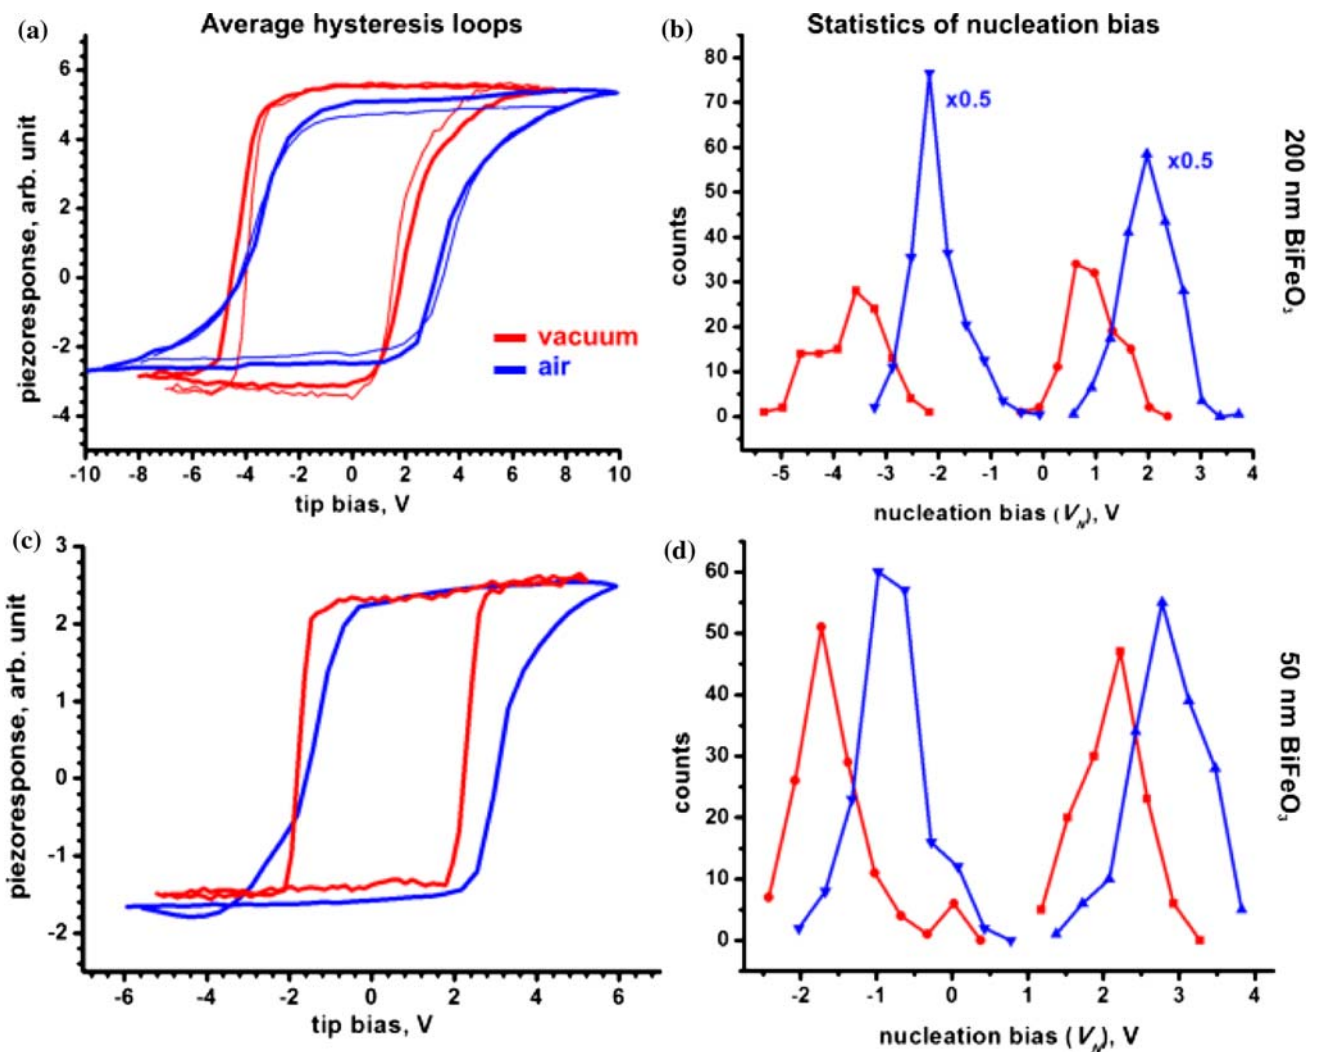 (a)
Average hysteresis loops
piezoresponse, arb. unit
6
4
2
0
-2
-4
vacuum
air
-10 -8 -6 -4 -2 0 2 4 6 8 10
tip bias, V
(b)
Statistics of nucleation bias
counts
80
70
60
50
40
30
20
10
0
x0.5
x0.5
-5 -4 -3 -2 -1 0 1 2 3 4
nucleation bias (V_N), V
200 nm BiFeO₃
(c)
piezoresponse, arb. unit
3
2
1
0
-1
-2
-6 -4 -2 0 2 4 6
tip bias, V
(d)
counts
60
50
40
30
20
10
0
-2 -1 0 1 2 3 4
nucleation bias (V_N), V
50 nm BiFeO₃